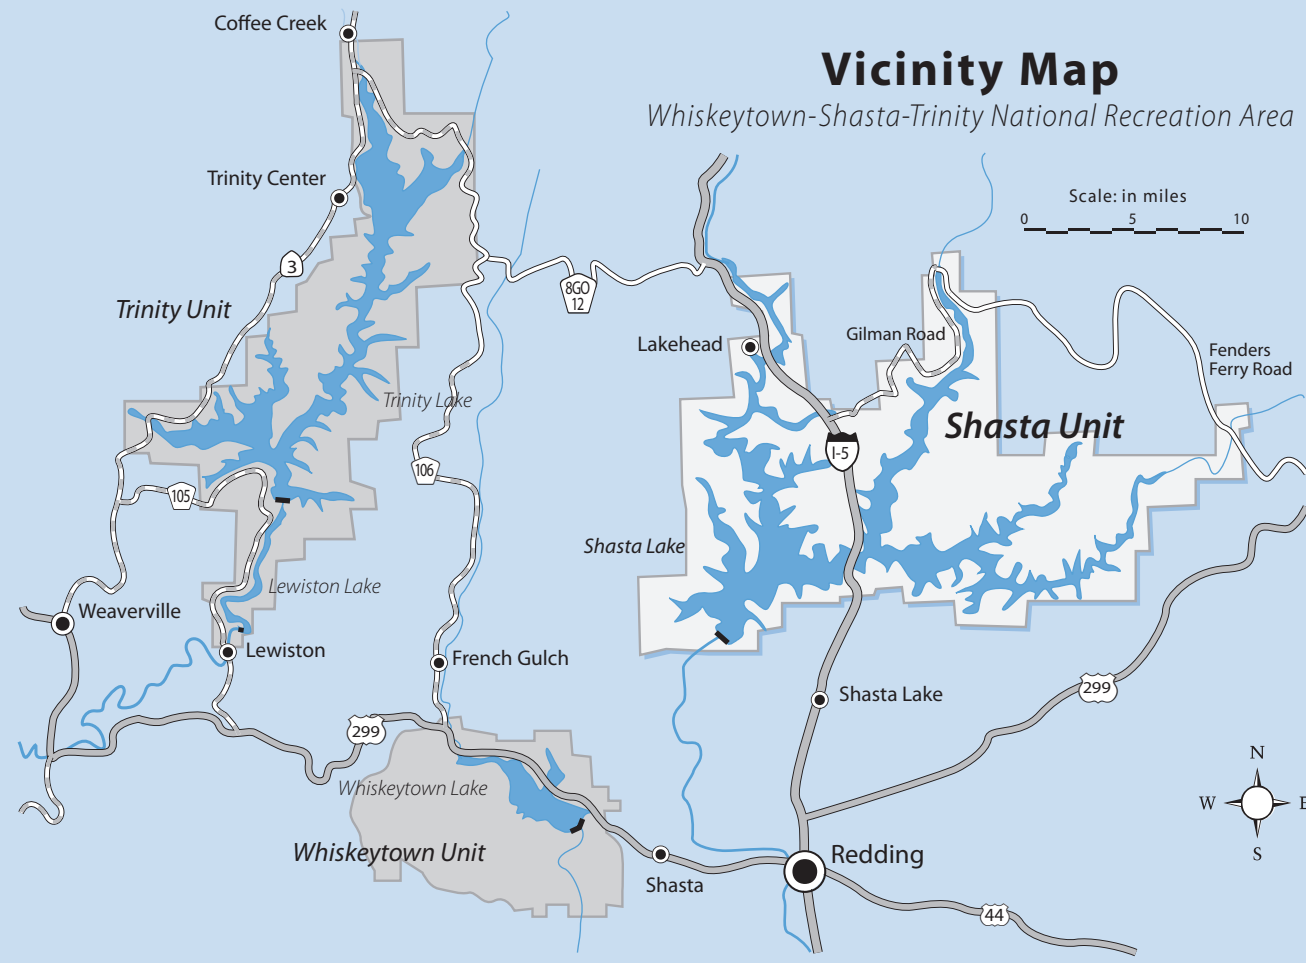 Coffee Creek
Vicinity Map
Whiskeytown-Shasta-Trinity National Recreation Area
Trinity Center
Scale: in miles
0 5 10
3
8GO
12
Trinity Unit
Lakehead
Gilman Road
Fenders
Ferry Road
Trinity Lake
Shasta Unit
I-5
106
105
Shasta Lake
Lewiston Lake
Weaverville
Lewiston
French Gulch
Shasta Lake
299
299
N
W E
S
Whiskeytown Lake
Whiskeytown Unit
Redding
Shasta
44